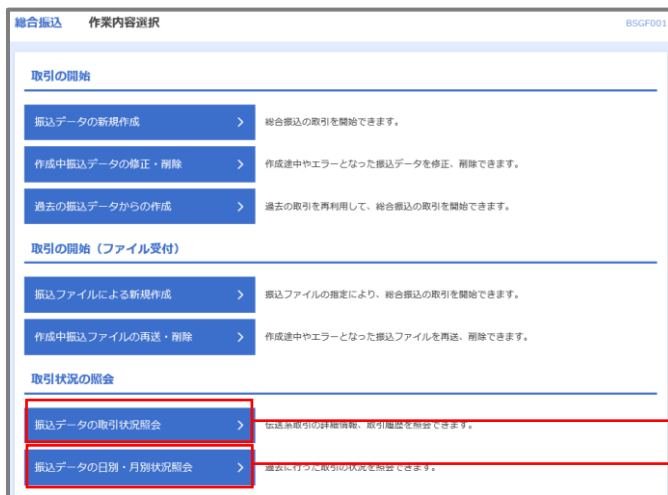 総合振込 作業内容選択 BSGF001
取引の開始
振込データの新規作成 > 総合振込の取引を開始できます。
作成中振込データの修正・削除 > 作成途中やエラーとなった振込データを修正、削除できます。
過去の振込データからの作成 > 過去の取引を再利用して、総合振込の取引を開始できます。
取引の開始（ファイル受付）
振込ファイルによる新規作成 > 振込ファイルの指定により、総合振込の取引を開始できます。
作成中振込ファイルの再送・削除 > 作成途中やエラーとなった振込ファイルを再送、削除できます。
取引状況の照会
振込データの取引状況照会 > 伝送系取引の詳細情報、取引履歴を照会できます。
振込データの日別・月別状況照会 > 過去に行った取引の状況を照会できます。